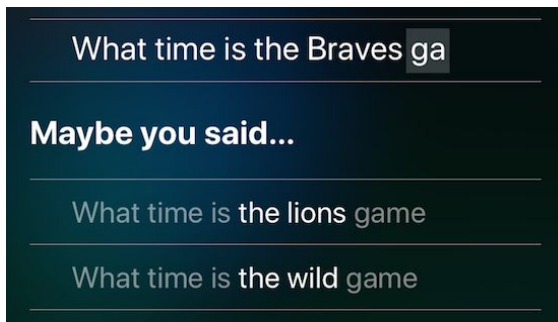 What time is the Braves ga
Maybe you said...
What time is the lions game
What time is the wild game